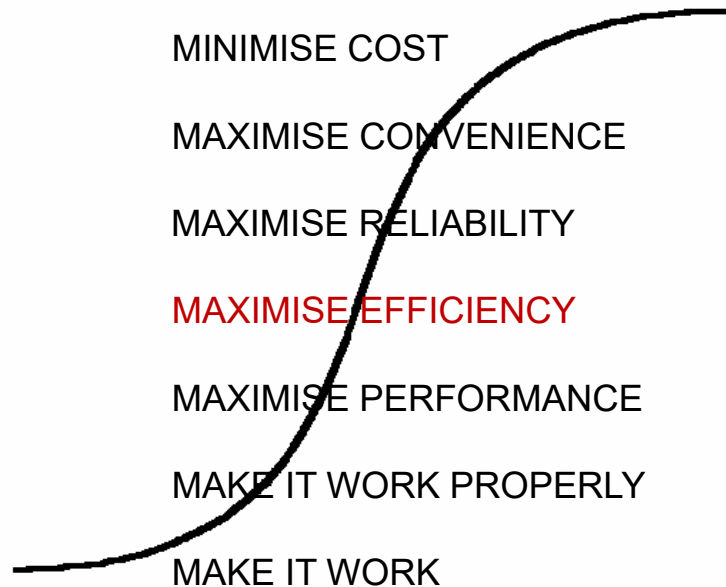 MINIMISE COST
MAXIMISE CONVENIENCE
MAXIMISE RELIABILITY
MAXIMISE EFFICIENCY
MAXIMISE PERFORMANCE
MAKE IT WORK PROPERLY
MAKE IT WORK